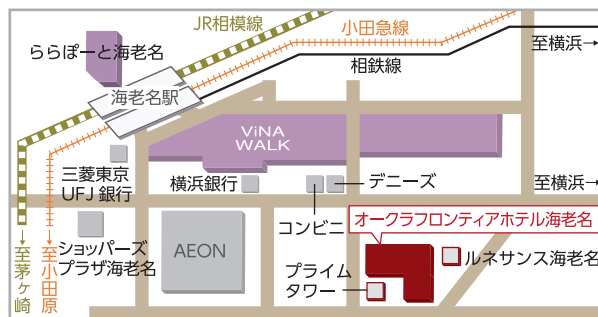 JR相模線
小田急線
ららぽーと海老名
至横浜→
相鉄線
海老名駅
ViNA
WALK
三菱東京
UFJ 銀行
横浜銀行
デニーズ
至横浜→
コンビニ
オークラフロンティアホテル海老名
ショッパーズ
プラザ海老名
AEON
ルネサンス海老名
プライム
タワー
→至茅ヶ崎
→至小田原